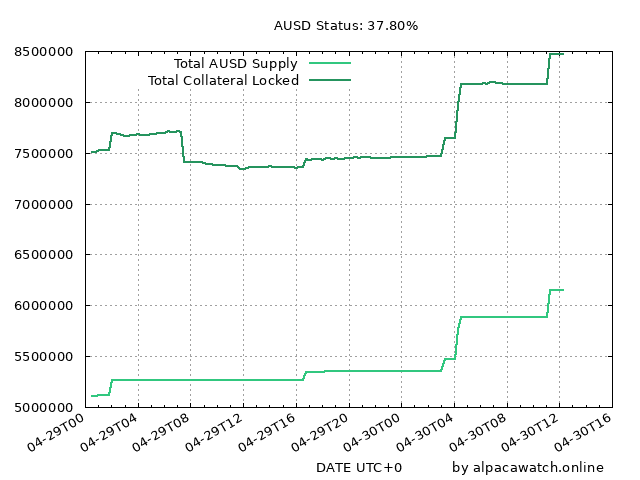 AUSD Status: 37.80%
Total AUSD Supply
Total Collateral Locked
8500000
8000000
7500000
7000000
6500000
6000000
5500000
5000000
04-29T00
04-29T04
04-29T08
04-29T12
04-29T16
04-29T20
04-30T00
04-30T04
04-30T08
04-30T12
04-30T16
DATE UTC+0
by alpacawatch.online